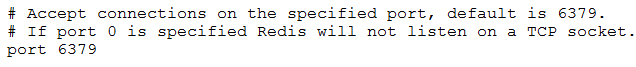 # Accept connections on the specified port, default is 6379.
# If port 0 is specified Redis will not listen on a TCP socket.
port 6379